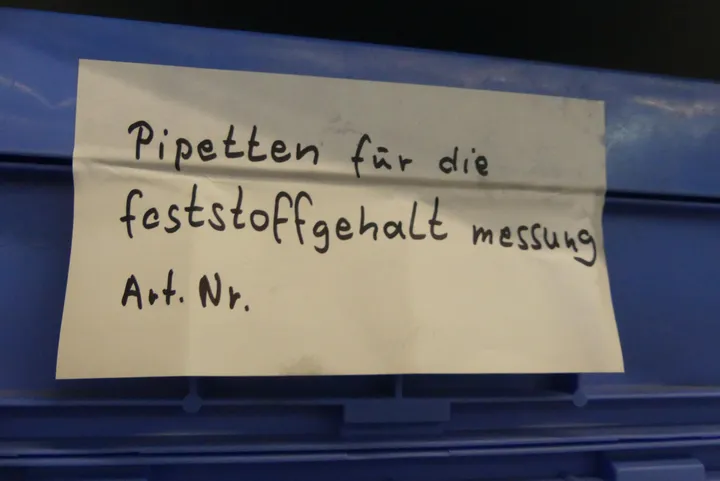 Pipetten für die
feststoffgehalt messung
Art. Nr.